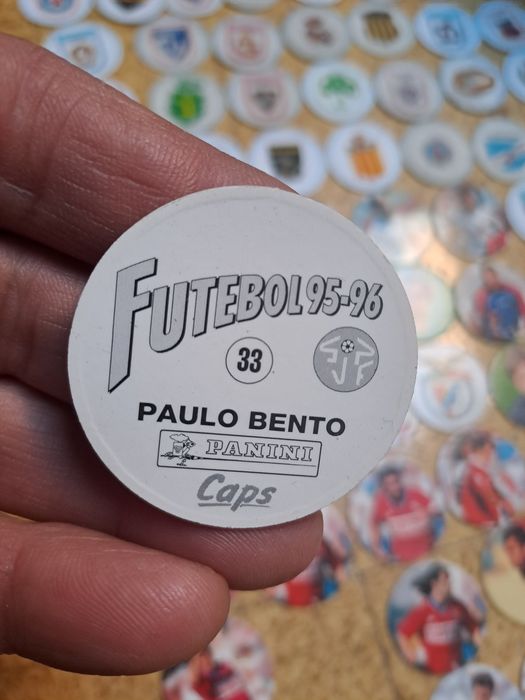 FUTEBOL 95-96
33
PAULO BENTO
PANINI
Caps